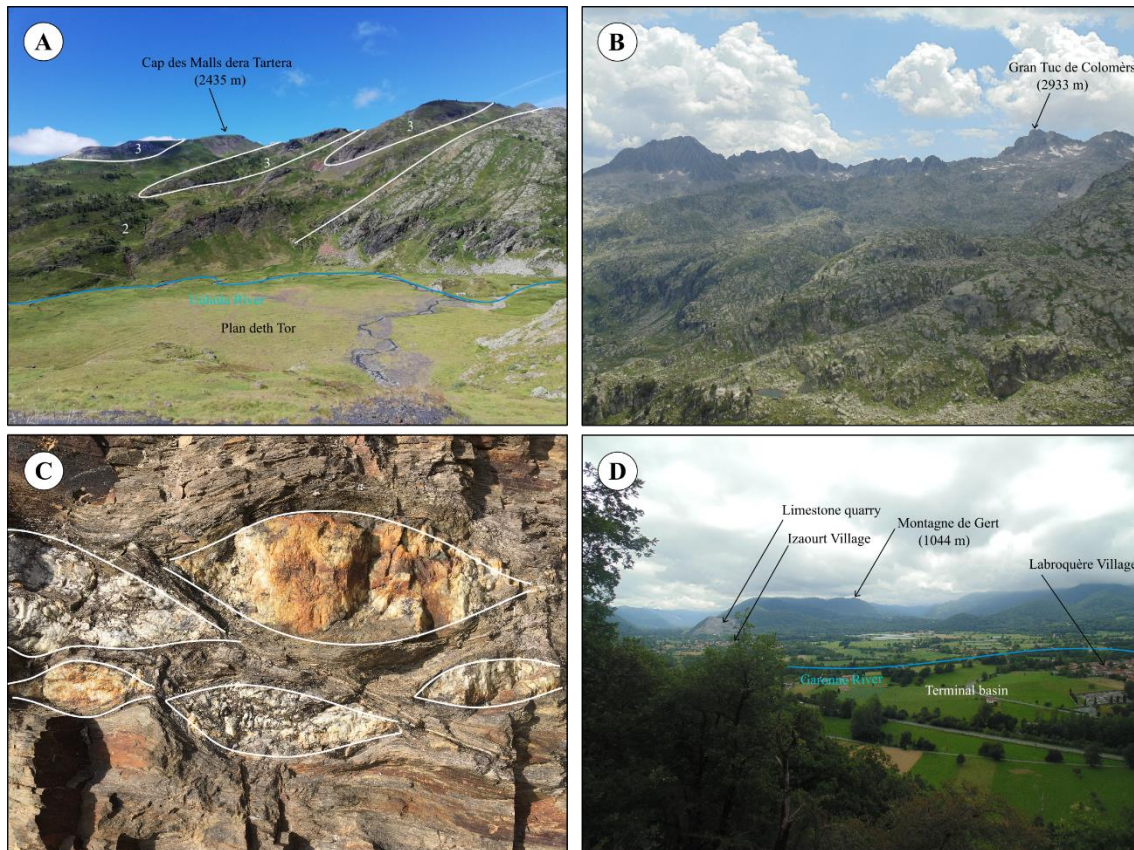 A
Cap des Malls dera Tartera
(2435 m)
3
3
3
2
River
Plan deth Tor
B
Gran Tuc de Colomèrs
(2933 m)
C
D
Limestone quarry
Izaourt Village
Montagne de Gert
(1044 m)
Labroquère Village
Garonne River
Terminal basin